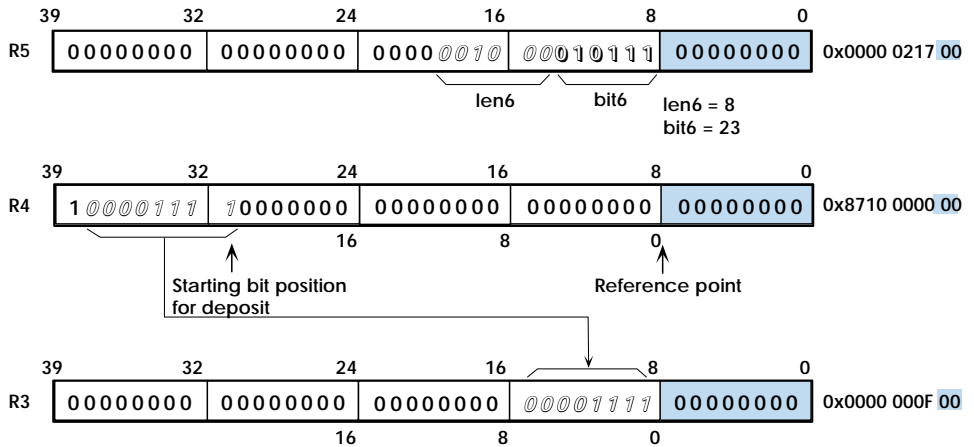 39 32 24 16 8 0
R5 00000000 00000000 00000010 00010111 00000000 0x0000 0217 00
len6 bit6 len6 = 8
bit6 = 23
39 32 24 16 8 0
R4 10000111 10000000 00000000 00000000 00000000 0x8710 0000 00
16 8 0
Starting bit position Reference point
for deposit
39 32 24 16 8 0
R3 00000000 00000000 00000000 00001111 00000000 0x0000 000F 00
16 8 0